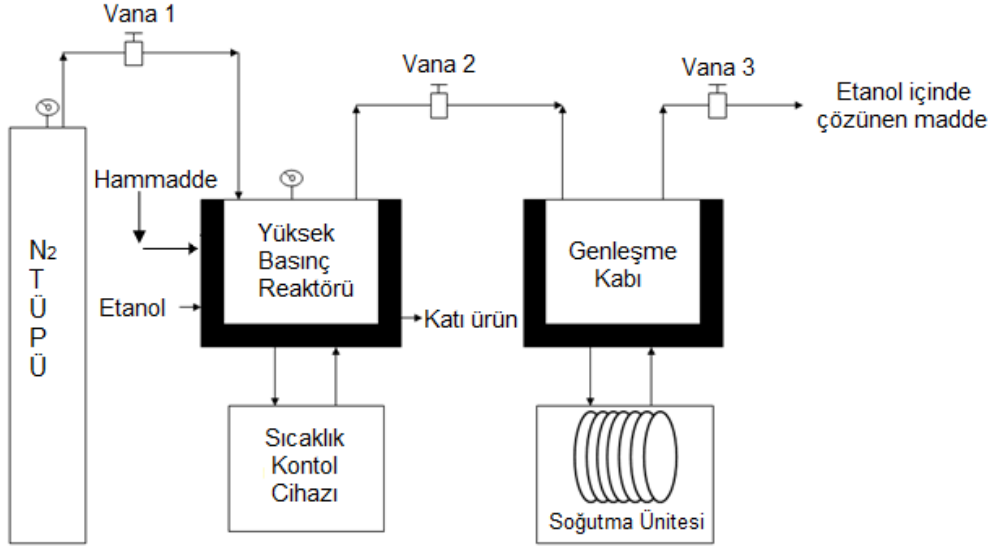 Vana 1
Vana 2
Vana 3
Etanol içinde
çözünen madde
Hammadde
N2
T
Ü
P
Ü
Yüksek
Basınç
Reaktörü
Genleşme
Kabı
Etanol
Katı ürün
Sıcaklık
Kontol
Cihazı
Soğutma Ünitesi